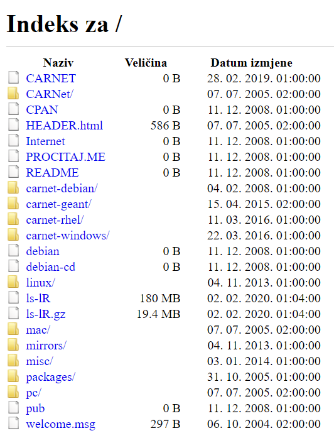 Indeks za /
Naziv Veličina Datum izmjene
CARNET 0 B 28. 02. 2019. 01:00:00
CARNet/ 07. 07. 2005. 02:00:00
CPAN 0 B 11. 12. 2008. 01:00:00
HEADER.html 586 B 07. 07. 2005. 02:00:00
Internet 0 B 11. 12. 2008. 01:00:00
PROCITAJ.ME 0 B 11. 12. 2008. 01:00:00
README 0 B 11. 12. 2008. 01:00:00
carnet-debian/ 04. 02. 2008. 01:00:00
carnet-geant/ 15. 04. 2015. 02:00:00
carnet-rhel/ 11. 03. 2016. 01:00:00
carnet-windows/ 22. 03. 2016. 01:00:00
debian 0 B 11. 12. 2008. 01:00:00
debian-cd 0 B 11. 12. 2008. 01:00:00
linux/ 04. 11. 2013. 01:00:00
ls-lR 180 MB 02. 02. 2020. 01:04:00
ls-lR.gz 19.4 MB 02. 02. 2020. 01:04:00
mac/ 07. 07. 2005. 02:00:00
mirrors/ 04. 11. 2013. 01:00:00
misc/ 03. 01. 2014. 01:00:00
packages/ 31. 10. 2005. 01:00:00
pc/ 07. 07. 2005. 02:00:00
pub 0 B 11. 12. 2008. 01:00:00
welcome.msg 297 B 06. 10. 2004. 02:00:00